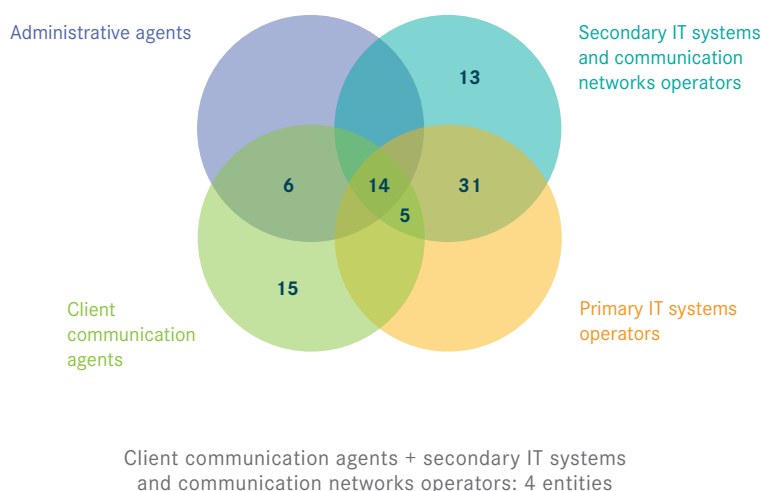 Administrative agents
Secondary IT systems
and communication
networks operators
13
6
14
31
5
15
Client
communication
agents
Primary IT systems
operators
Client communication agents + secondary IT systems
and communication networks operators: 4 entities